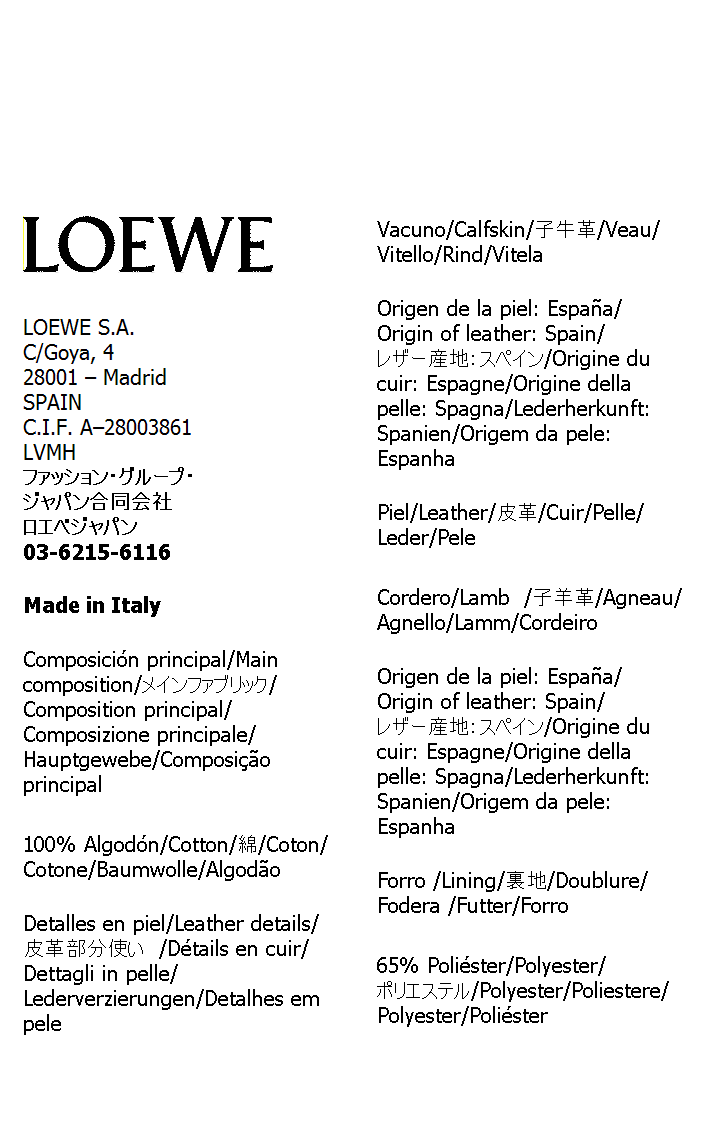 LOEWE
LOEWE S.A.
C/Goya, 4
28001 – Madrid
SPAIN
C.I.F. A–28003861
LVMH
ファッション・グループ・
ジャパン合同会社
ロエベジャパン
03-6215-6116
Made in Italy
Composición principal/Main
composition/メインファブリック/
Composition principal/
Composizione principale/
Hauptgewebe/Composição
principal
100% Algodón/Cotton/綿/Coton/
Cotone/Baumwolle/Algodão
Detalles en piel/Leather details/
皮革部分使い /Détails en cuir/
Dettagli in pelle/
Lederverzierungen/Detalhes em
pele
Vacuno/Calfskin/子牛革/Veau/
Vitello/Rind/Vitela
Origen de la piel: España/
Origin of leather: Spain/
レザー産地：スペイン/Origine du
cuir: Espagne/Origine della
pelle: Spagna/Lederherkunft:
Spanien/Origem da pele:
Espanha
Piel/Leather/皮革/Cuir/Pelle/
Leder/Pele
Cordero/Lamb /子羊革/Agneau/
Agnello/Lamm/Cordeiro
Origen de la piel: España/
Origin of leather: Spain/
レザー産地：スペイン/Origine du
cuir: Espagne/Origine della
pelle: Spagna/Lederherkunft:
Spanien/Origem da pele:
Espanha
Forro /Lining/裏地/Doublure/
Fodera /Futter/Forro
65% Poliéster/Polyester/
ポリエステル/Polyester/Poliestere/
Polyester/Poliéster